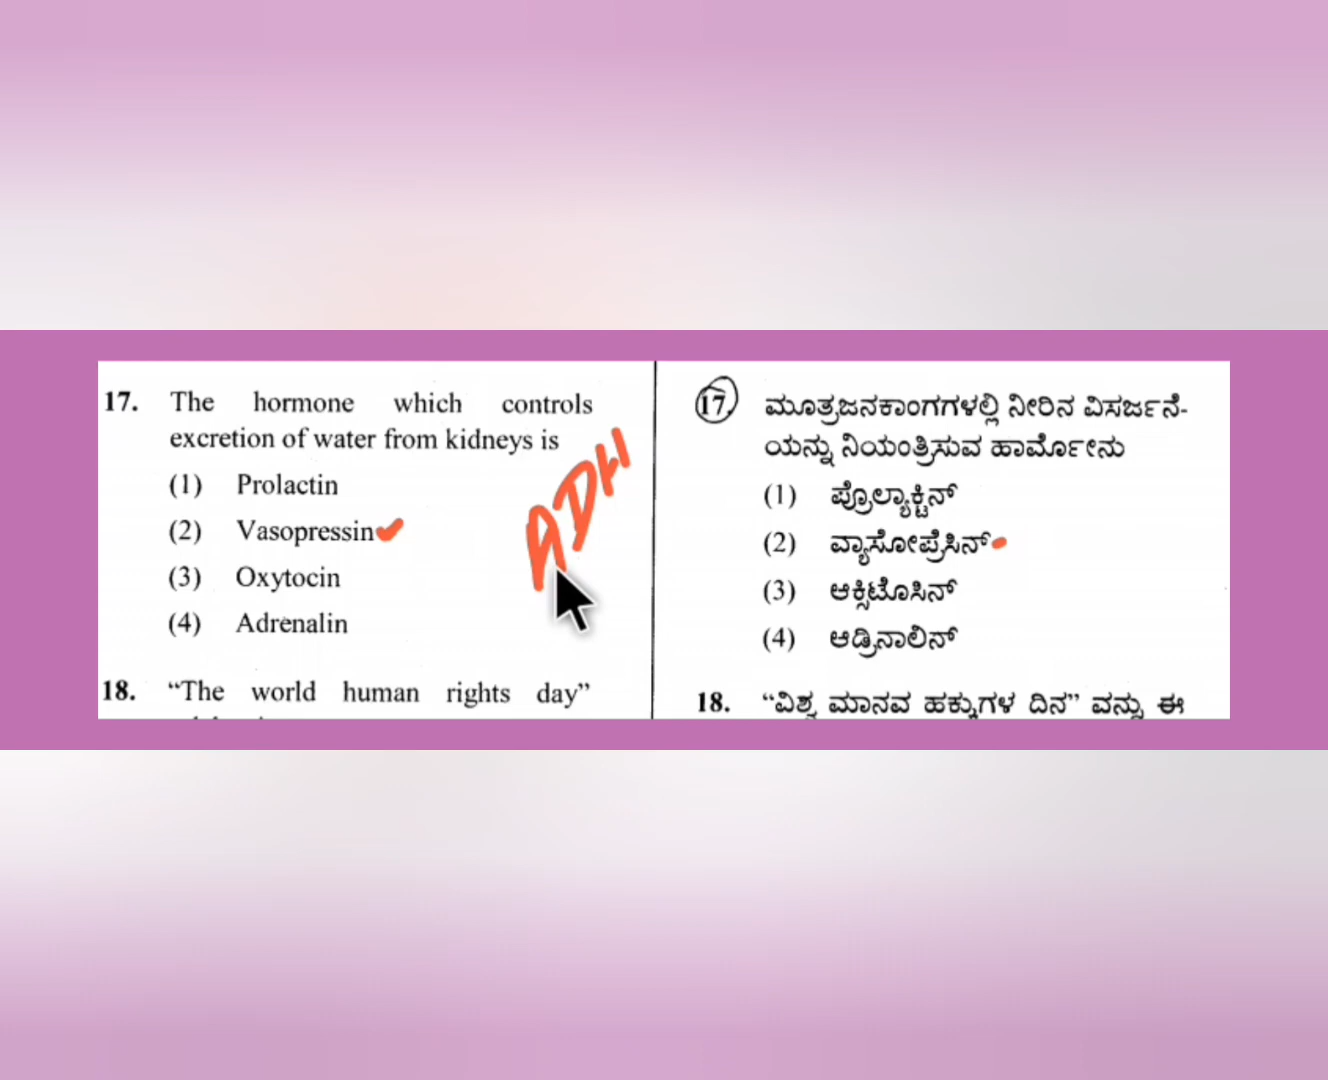 17. The hormone which controls
excretion of water from kidneys is
(1) Prolactin
(2) Vasopressin
(3) Oxytocin
(4) Adrenalin
ADH
18. “The world human rights day”
17. ಮೂತ್ರಜನಕಾಂಗಗಳಲ್ಲಿ ನೀರಿನ ವಿಸರ್ಜನೆ-
ಯನ್ನು ನಿಯಂತ್ರಿಸುವ ಹಾರ್ಮೋನು
(1) ಪ್ರೊಲ್ಯಾಕ್ಟಿನ್
(2) ವ್ಯಾಸೋಪ್ರೆಸಿನ್
(3) ಆಕ್ಸಿಟೊಸಿನ್
(4) ಆಡ್ರಿನಾಲಿನ್
18. “ವಿಶ್ವ ಮಾನವ ಹಕ್ಕುಗಳ ದಿನ” ವನ್ನು ಈ